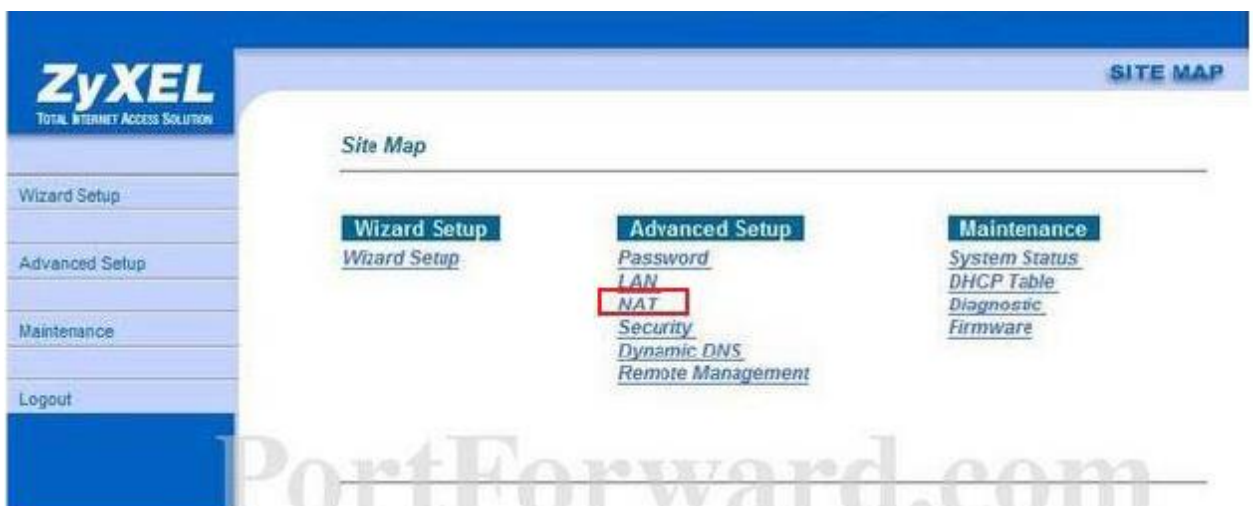 ZyXEL
TOTAL INTERNET ACCESS SOLUTION
SITE MAP
Site Map
Wizard Setup
Advanced Setup
Maintenance
Logout
Wizard Setup
Wizard Setup
Advanced Setup
Password
LAN
NAT
Security
Dynamic DNS
Remote Management
Maintenance
System Status
DHCP Table
Diagnostic
Firmware
PortForward.com